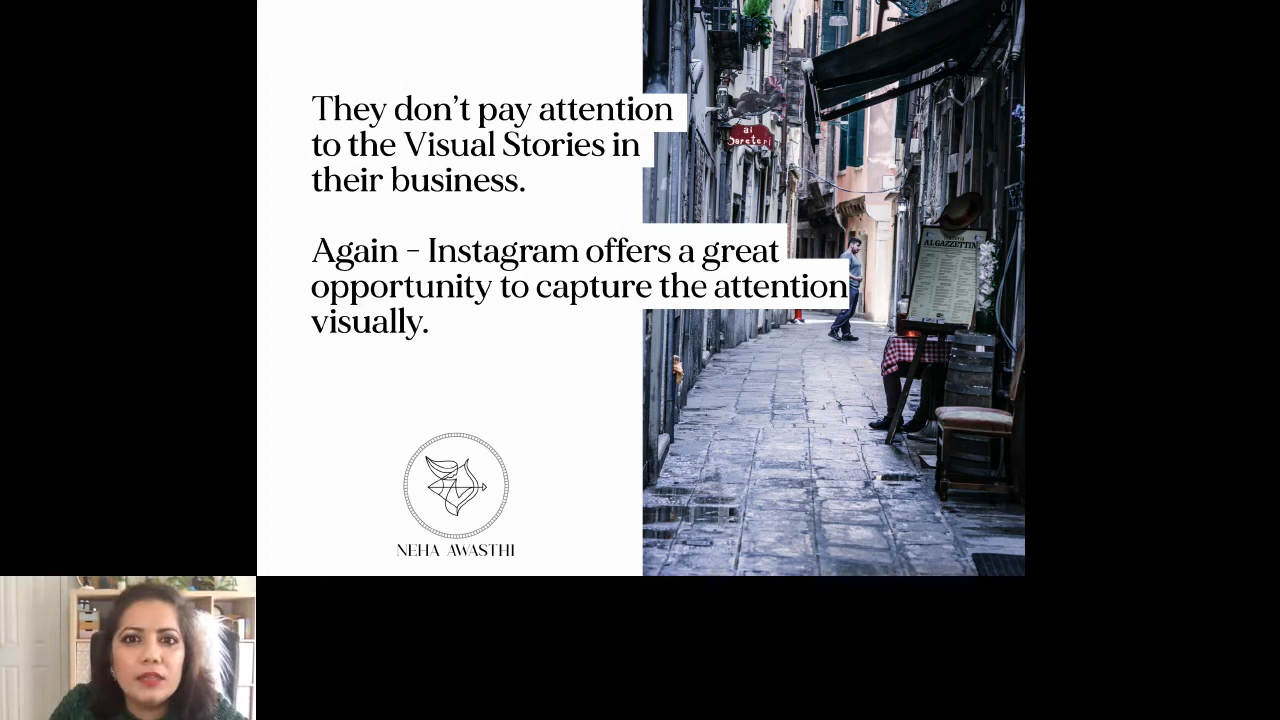 They don't pay attention
to the Visual Stories in
their business.
Again – Instagram offers a great
opportunity to capture the attention
visually.
al
AL GAZZETTIN
NEHA AWASTHI